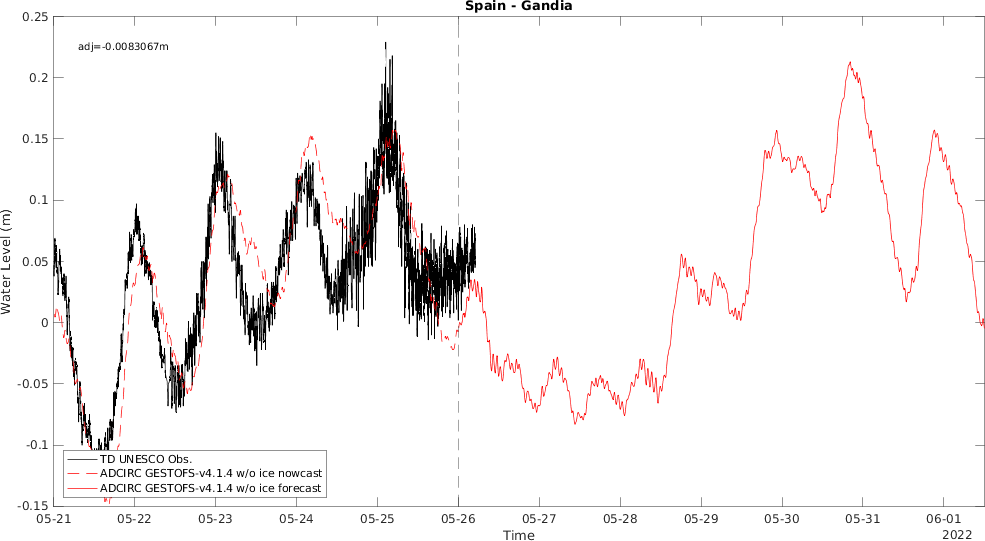 Spain - Gandia
adj=-0.0083067m
0.25
0.2
0.15
0.1
0.05
0
-0.05
-0.1
-0.15
Water Level (m)
TD UNESCO Obs.
ADCIRC GESTOFS-v4.1.4 w/o ice nowcast
ADCIRC GESTOFS-v4.1.4 w/o ice forecast
05-21 05-22 05-23 05-24 05-25 05-26 05-27 05-28 05-29 05-30 05-31 06-01
Time
2022